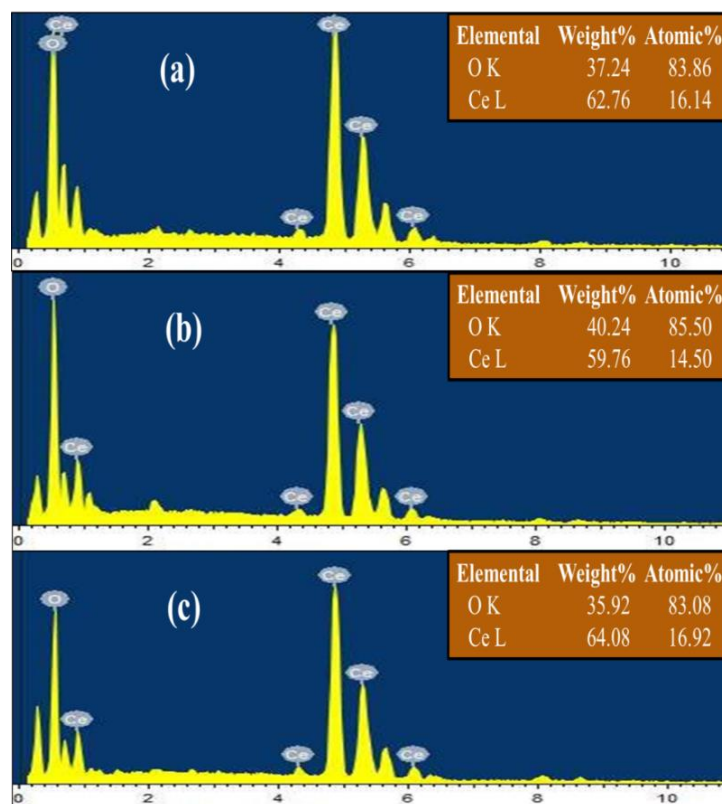 Ce
O
(a)
Ce
Ce
Ce
Ce
Elemental Weight% Atomic%
O K 37.24 83.86
Ce L 62.76 16.14
0 2 4 6 8 10
O
(b)
Ce
Ce
Ce
Ce
Ce
Elemental Weight% Atomic%
O K 40.24 85.50
Ce L 59.76 14.50
0 2 4 6 8 10
O
(c)
Ce
Ce
Ce
Ce
Ce
Elemental Weight% Atomic%
O K 35.92 83.08
Ce L 64.08 16.92
0 2 4 6 8 10